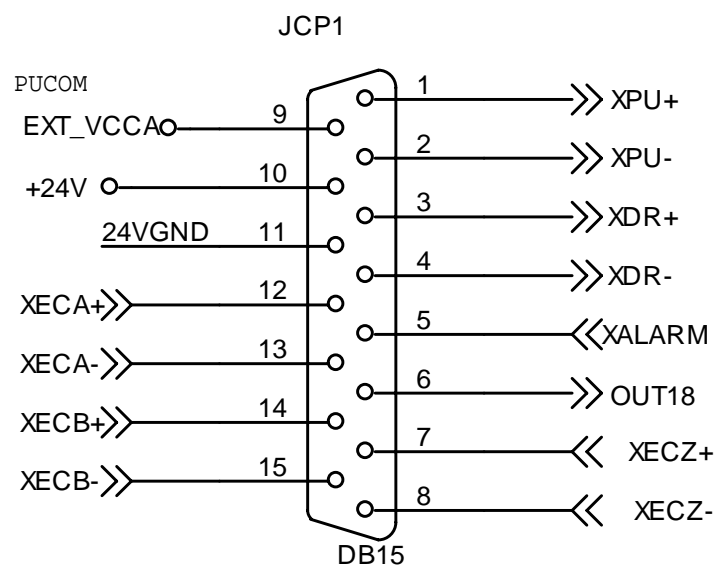 JCP1
PUCOM
1 XPU+
EXT_VCCA 9
2 XPU-
+24V 10
3 XDR+
24VGND 11
4 XDR-
XECA+ 12
5 XALARM
XECA- 13
6 OUT18
XECB+ 14
7 XECZ+
XECB- 15
8 XECZ-
DB15